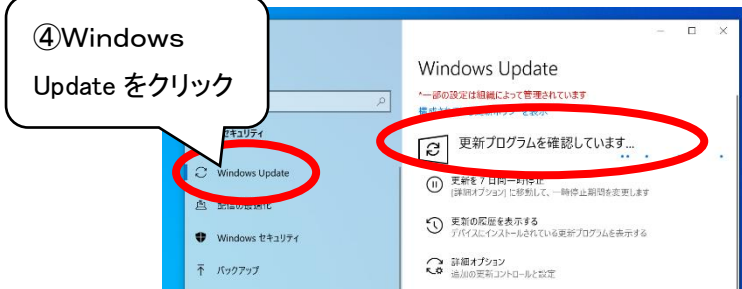 ④Windows
Update をクリック
Windows Update
*一部の設定は組織によって管理されています
更新プログラムを確認しています...
セキュリティ
Windows Update
更新を 7 日間一時停止
[詳細オプション] に移動して、一時停止期間を変更します
配信の最適化
更新の履歴を表示する
デバイスにインストールされている更新プログラムを表示する
Windows セキュリティ
詳細オプション
追加の更新コントロールと設定
バックアップ